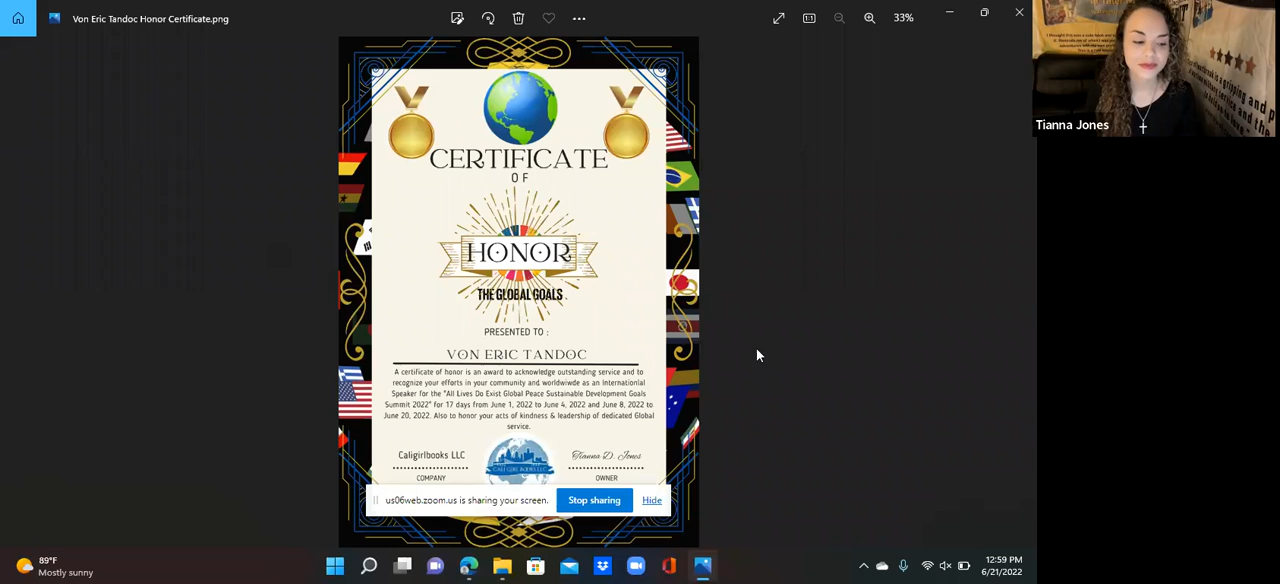 Von Eric Tandoc Honor Certificate.png
33%
Tianna Jones
CERTIFICATE
OF
HONOR
THE GLOBAL GOALS
PRESENTED TO :
VON ERIC TANDOC
A certificate of honor is an award to acknowledge outstanding service and to
recognize your efforts in your community and worldwiwde as an International
Speaker for the "All Lives Do Exist Global Peace Sustainable Development Goals
Summit 2022" for 17 days from June 1, 2022 to June 4, 2022 and June 8, 2022 to
June 20, 2022. Also to honor your acts of kindness & leadership of dedicated Global
service.
Caligirlbooks LLC
Tianna D. Jones
CALI GIRL BOOKS LLC
COMPANY
OWNER
us06web.zoom.us is sharing your screen.
Stop sharing
Hide
89°F
Mostly sunny
12:59 PM
6/21/2022